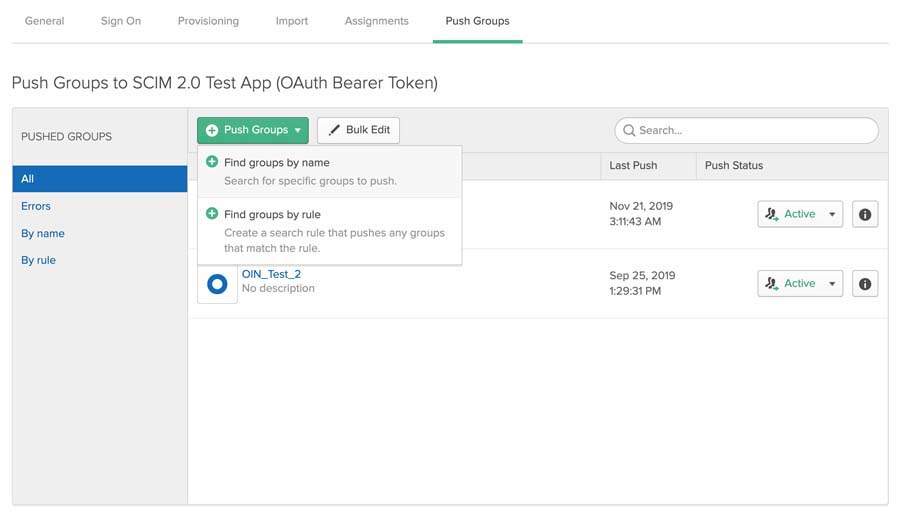 General Sign On Provisioning Import Assignments Push Groups
Push Groups to SCIM 2.0 Test App (OAuth Bearer Token)
PUSHED GROUPS
Push Groups Bulk Edit Search...
All
Errors
By name
By rule
Find groups by name
Search for specific groups to push.
Find groups by rule
Create a search rule that pushes any groups
that match the rule.
Last Push Push Status
Nov 21, 2019
3:11:43 AM
Active
OIN_Test_2
No description
Sep 25, 2019
1:29:31 PM
Active